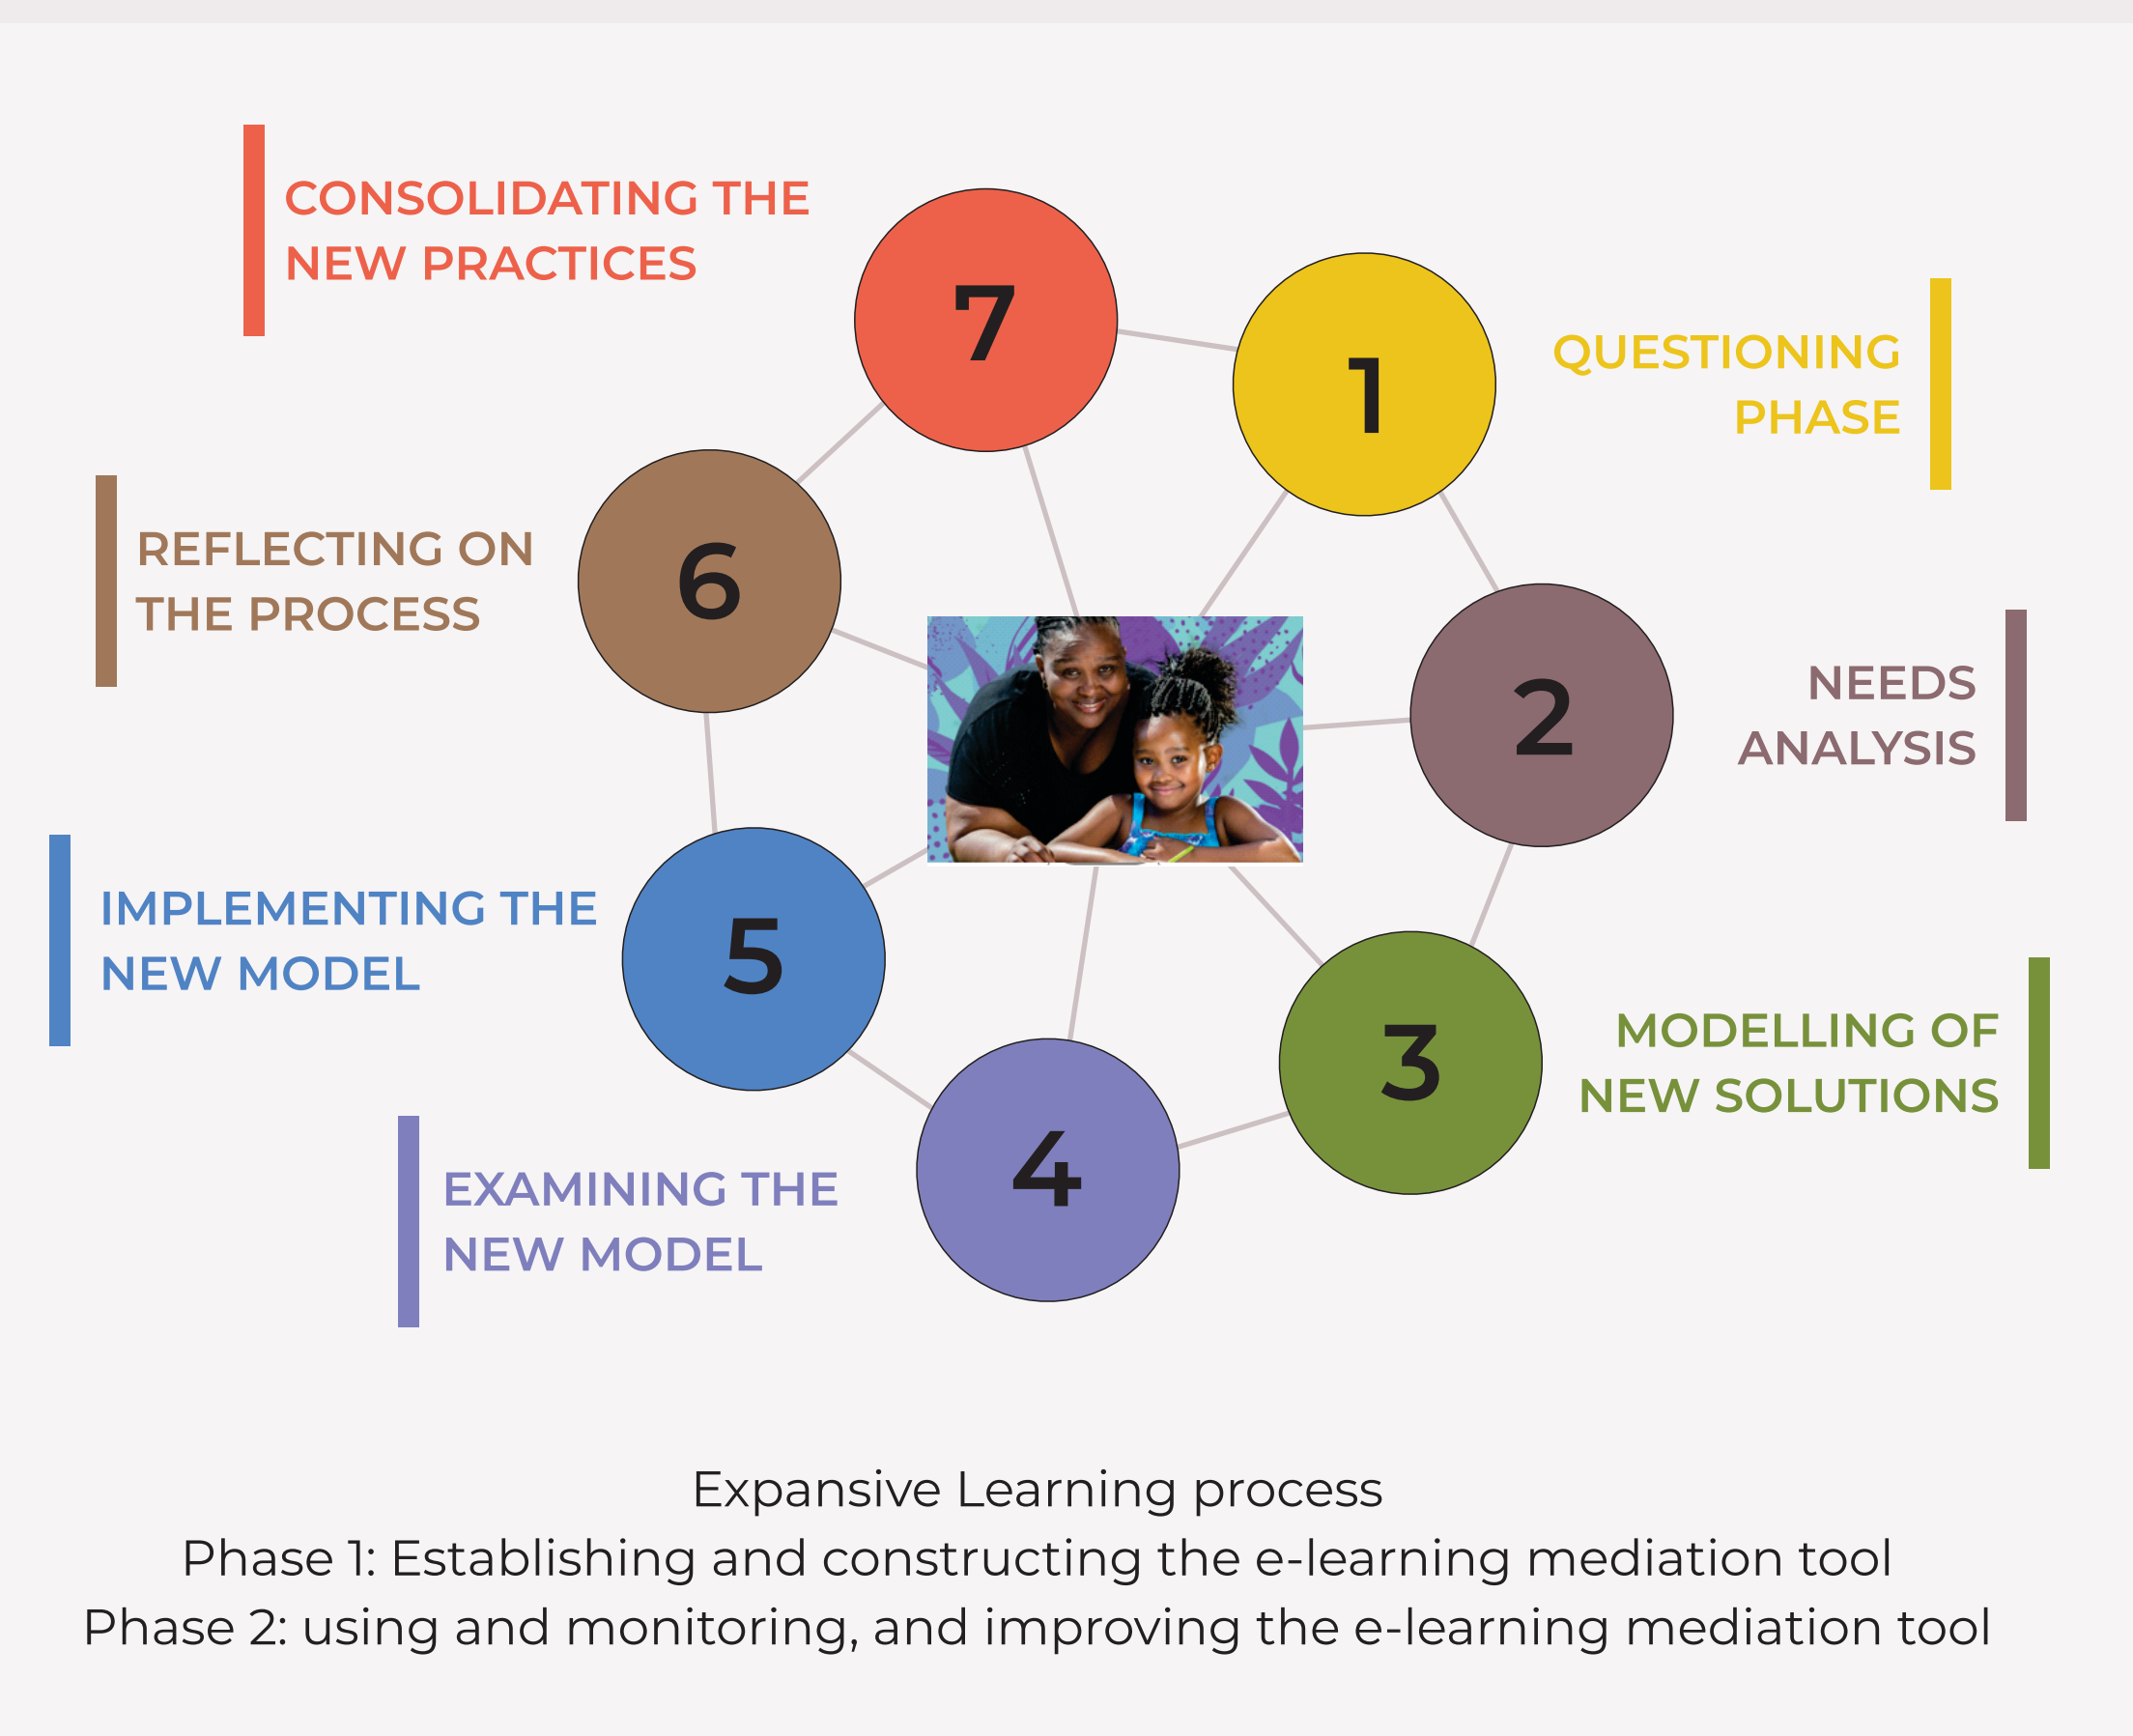 CONSOLIDATING THE
NEW PRACTICES
7
1
QUESTIONING
PHASE
REFLECTING ON
THE PROCESS
6
2
NEEDS
ANALYSIS
IMPLEMENTING THE
NEW MODEL
5
3
MODELLING OF
NEW SOLUTIONS
EXAMINING THE
NEW MODEL
4
Expansive Learning process
Phase 1: Establishing and constructing the e-learning mediation tool
Phase 2: using and monitoring, and improving the e-learning mediation tool